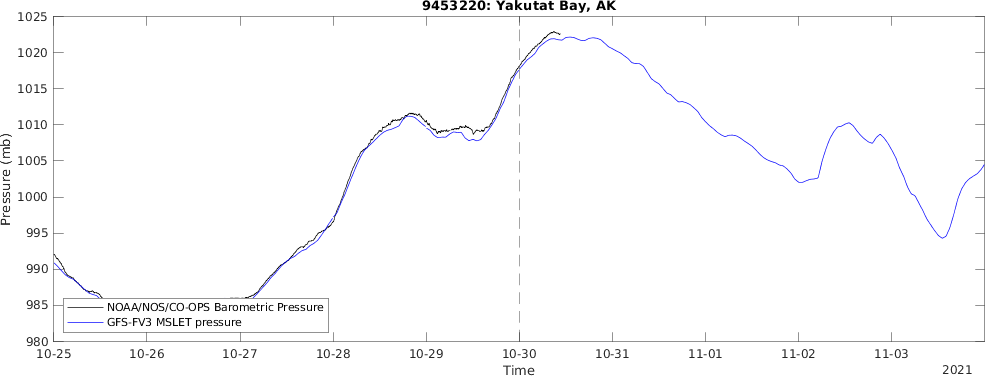 9453220: Yakutat Bay, AK
Pressure (mb)
1025
1020
1015
1010
1005
1000
995
990
985
980
NOAA/NOS/CO-OPS Barometric Pressure
GFS-FV3 MSLET pressure
10-25 10-26 10-27 10-28 10-29 10-30 10-31 11-01 11-02 11-03
Time
2021